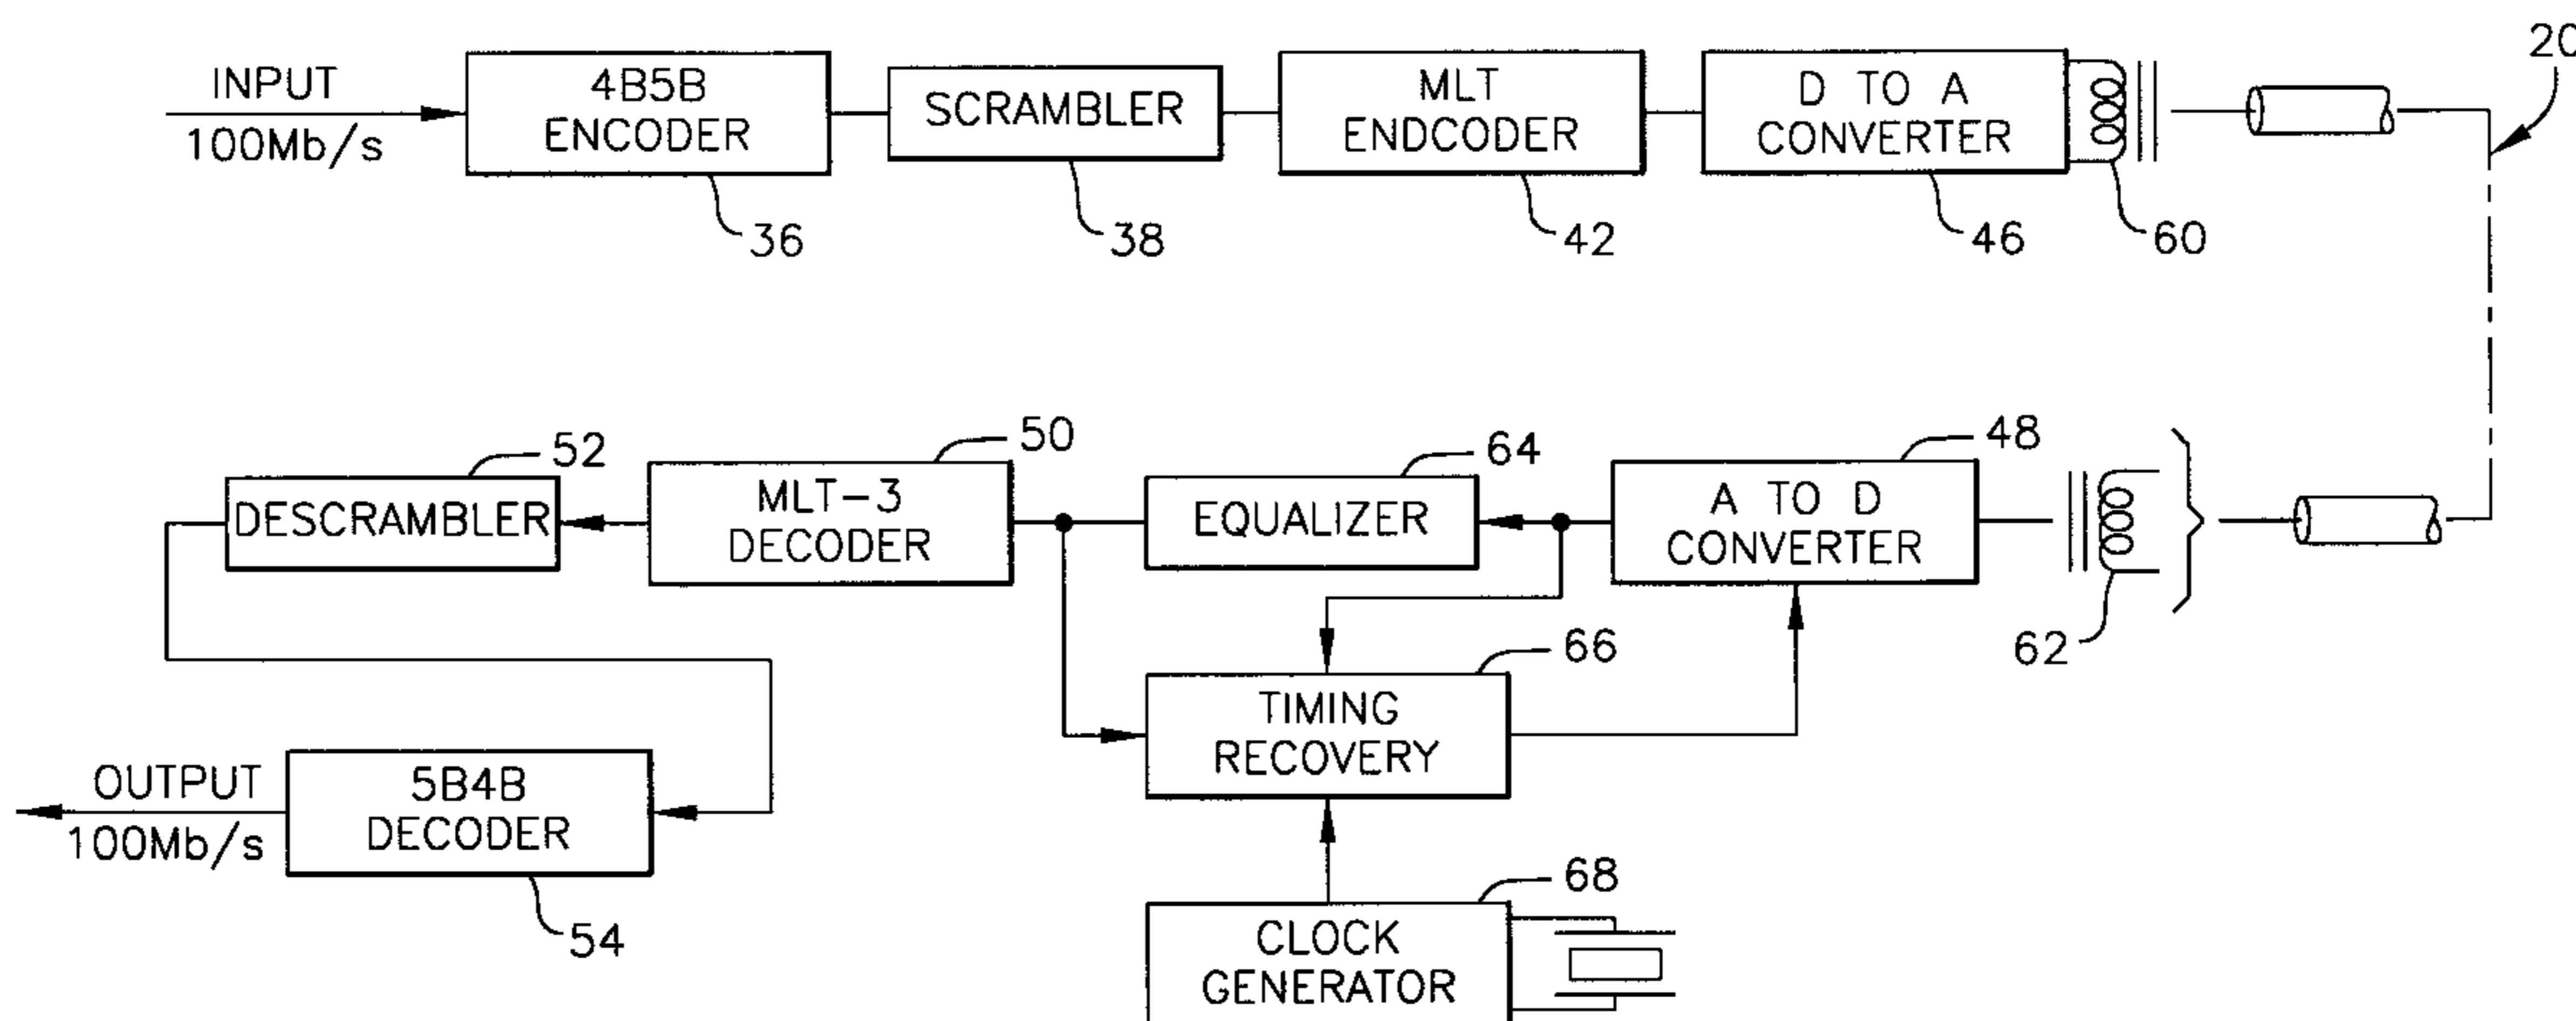 INPUT
100Mb/s
4B5B
ENCODER
SCRAMBLER
MLT
ENDCODER
D TO A
CONVERTER
20
36
38
42
46
60
52
50
64
48
DESCRAMBLER
MLT-3
DECODER
EQUALIZER
A TO D
CONVERTER
62
66
TIMING
RECOVERY
OUTPUT
100Mb/s
5B4B
DECODER
54
68
CLOCK
GENERATOR